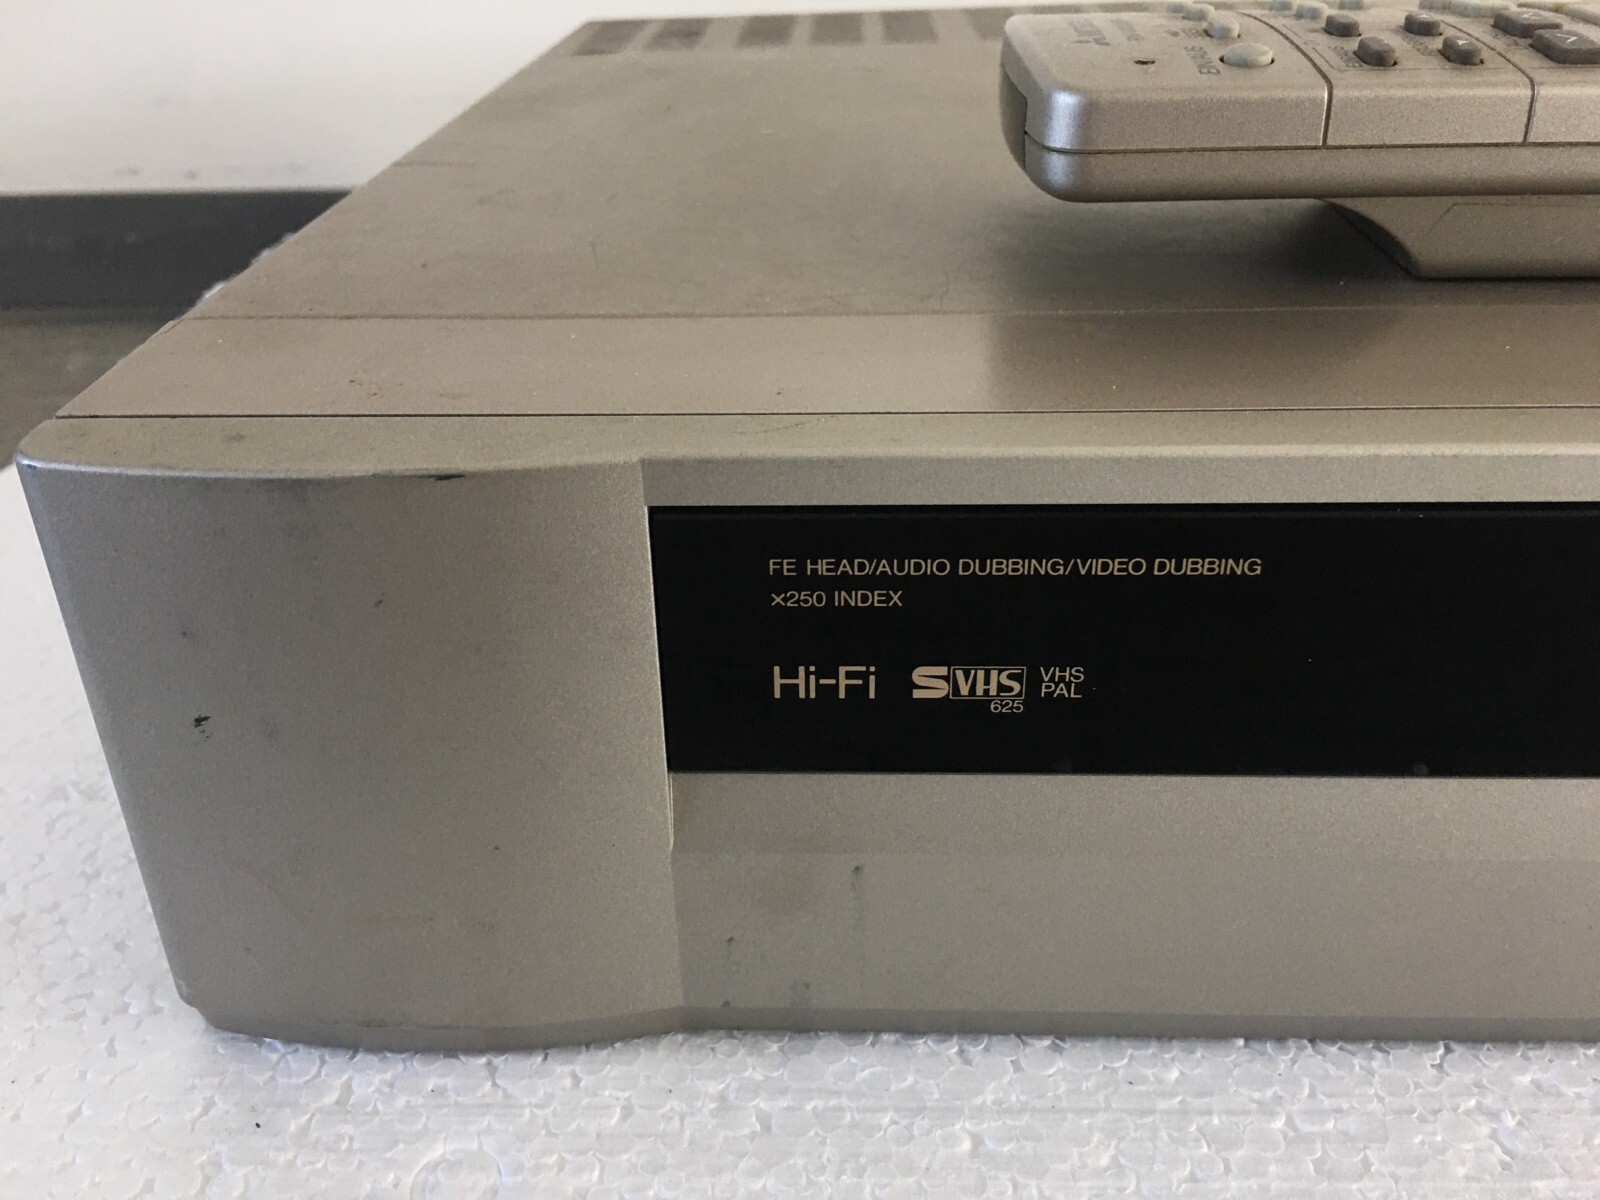 FE HEAD/AUDIO DUBBING/VIDEO DUBBING
×250 INDEX
Hi-Fi SVHS VHS
625 PAL